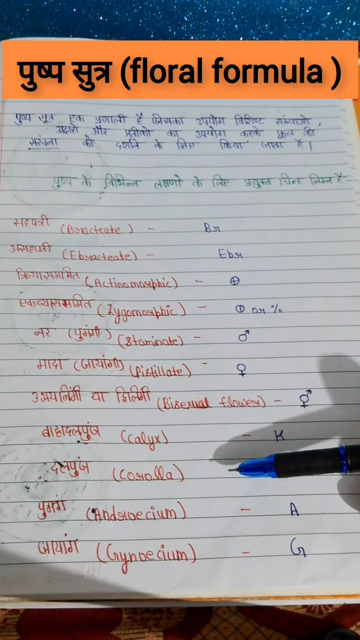 पुष्प सुत्र (floral formula )
पुष्प सूत्र एक प्रणाली है जिसका उपयोग विशिष्ट संख्याओं,
अक्षरों और प्रतीकों का उपयोग करके फूल की
संरचना को दर्शाने के लिए किया जाता है।
पुष्प के विभिन्न लक्षणों के लिए प्रयुक्त चिन्ह निम्न है-
सहपत्री (Bracteate) - Br
असहपत्री (Ebracteate) - Ebr
त्रिज्यासममित (Actinomorphic) - ⊕
एकव्याससममित (Zygomorphic) - ⦶ or %
नर (पुमंगी) (Staminate) - ♂
मादा (जायांगी) (Pistillate) - ♀
उभयलिंगी या द्विलिंगी (Bisexual flower) - ⚥
बाह्यदलपुंज (Calyx) - K
दलपुंज (Corolla)
पुमंग (Androecium) - A
जायांग (Gynoecium) - G